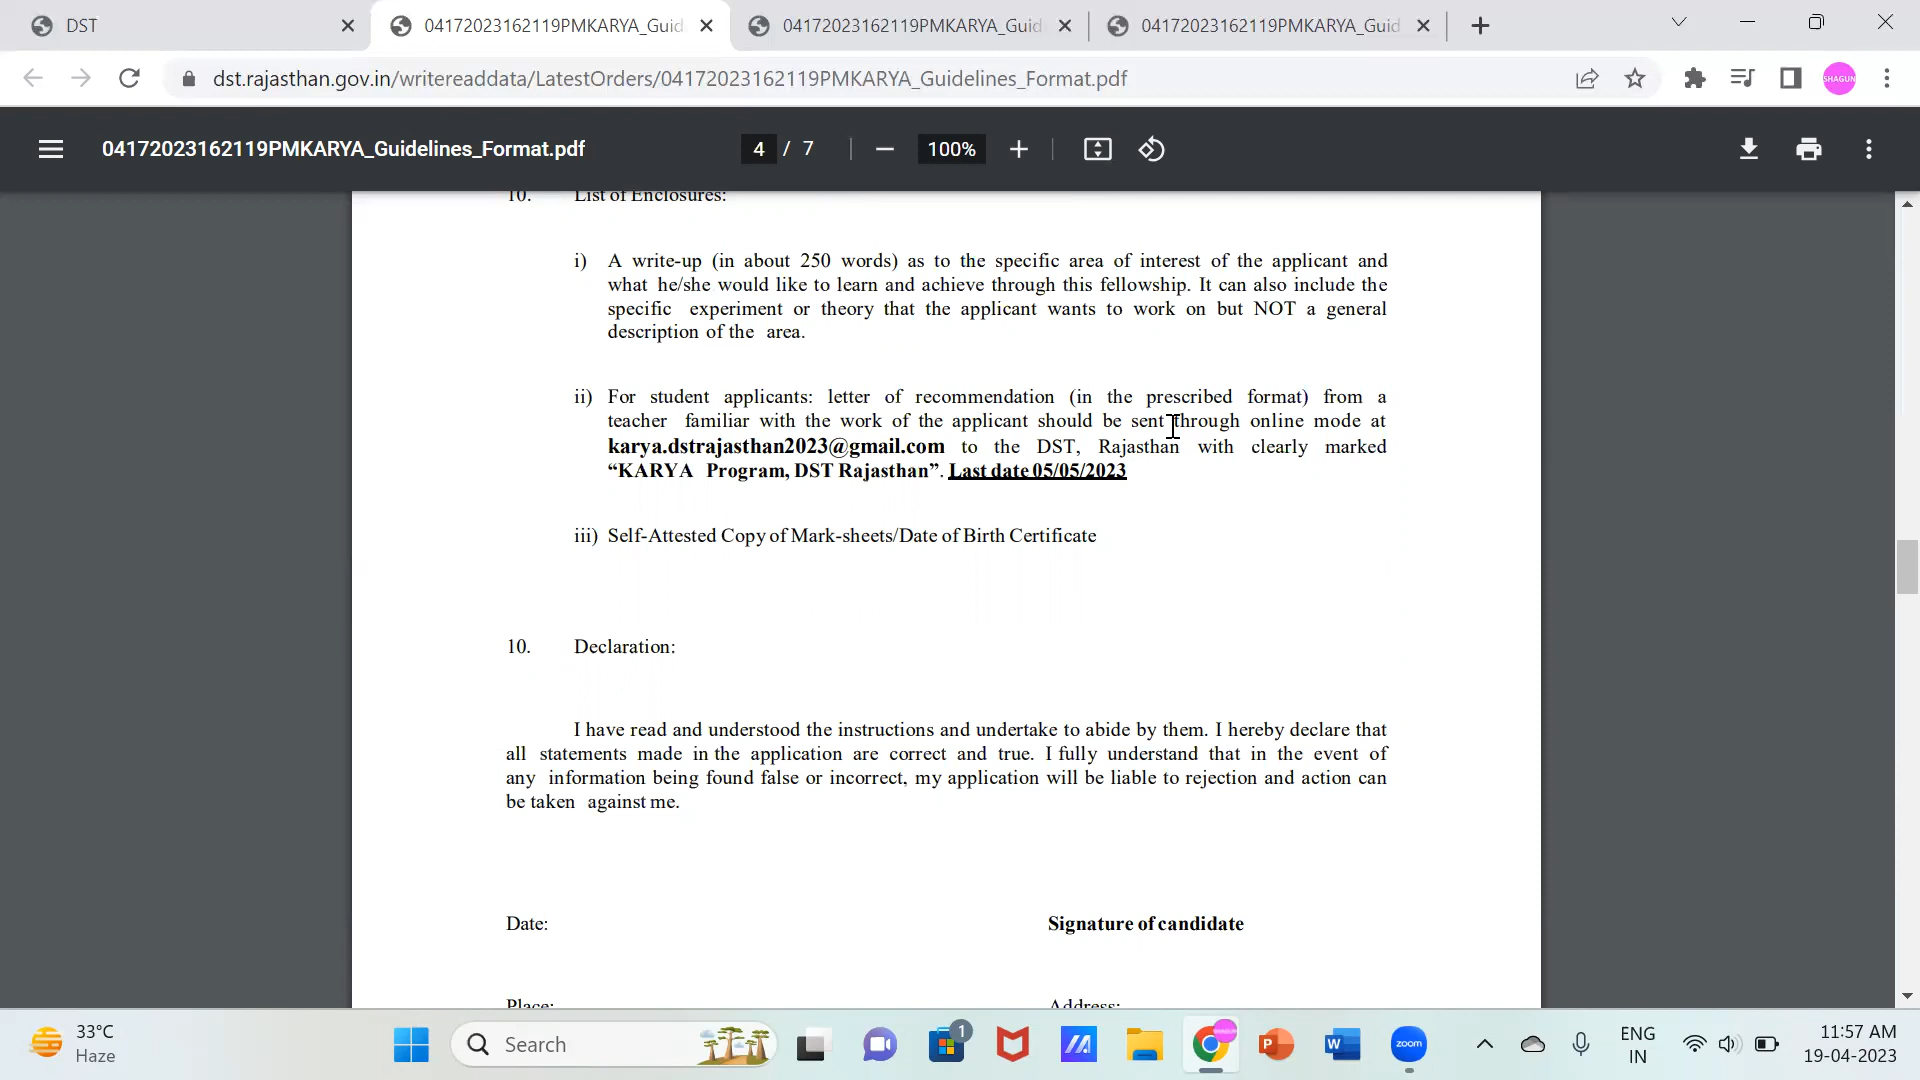 DST
04172023162119PMKARYA_Guid
04172023162119PMKARYA_Guid
04172023162119PMKARYA_Guid
dst.rajasthan.gov.in/writereaddata/LatestOrders/04172023162119PMKARYA_Guidelines_Format.pdf
SHAGUN
04172023162119PMKARYA_Guidelines_Format.pdf
4 / 7
100%
10. List of Enclosures:
i) A write-up (in about 250 words) as to the specific area of interest of the applicant and
what he/she would like to learn and achieve through this fellowship. It can also include the
specific experiment or theory that the applicant wants to work on but NOT a general
description of the area.
ii) For student applicants: letter of recommendation (in the prescribed format) from a
teacher familiar with the work of the applicant should be sent through online mode at
karya.dstrajasthan2023@gmail.com to the DST, Rajasthan with clearly marked
“KARYA Program, DST Rajasthan”. Last date 05/05/2023
iii) Self-Attested Copy of Mark-sheets/Date of Birth Certificate
10. Declaration:
I have read and understood the instructions and undertake to abide by them. I hereby declare that
all statements made in the application are correct and true. I fully understand that in the event of
any information being found false or incorrect, my application will be liable to rejection and action can
be taken against me.
Date: Signature of candidate
Place: Address:
33°C
Haze
Search
1
zoom
ENG
IN
11:57 AM
19-04-2023